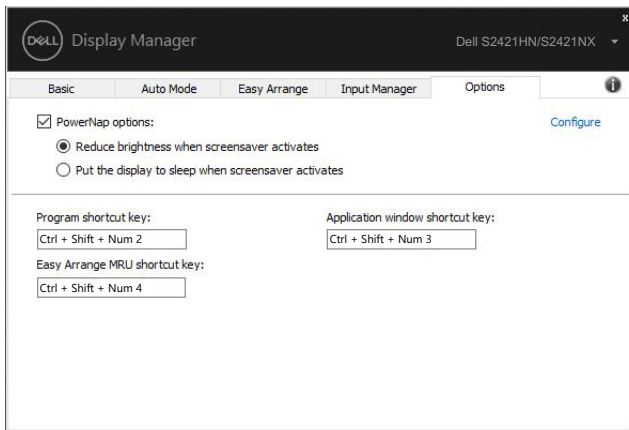 x
DELL Display Manager Dell S2421HN/S2421NX
Basic Auto Mode Easy Arrange Input Manager Options i
PowerNap options: Configure
Reduce brightness when screensaver activates
Put the display to sleep when screensaver activates
Program shortcut key: Application window shortcut key:
Ctrl + Shift + Num 2 Ctrl + Shift + Num 3
Easy Arrange MRU shortcut key:
Ctrl + Shift + Num 4